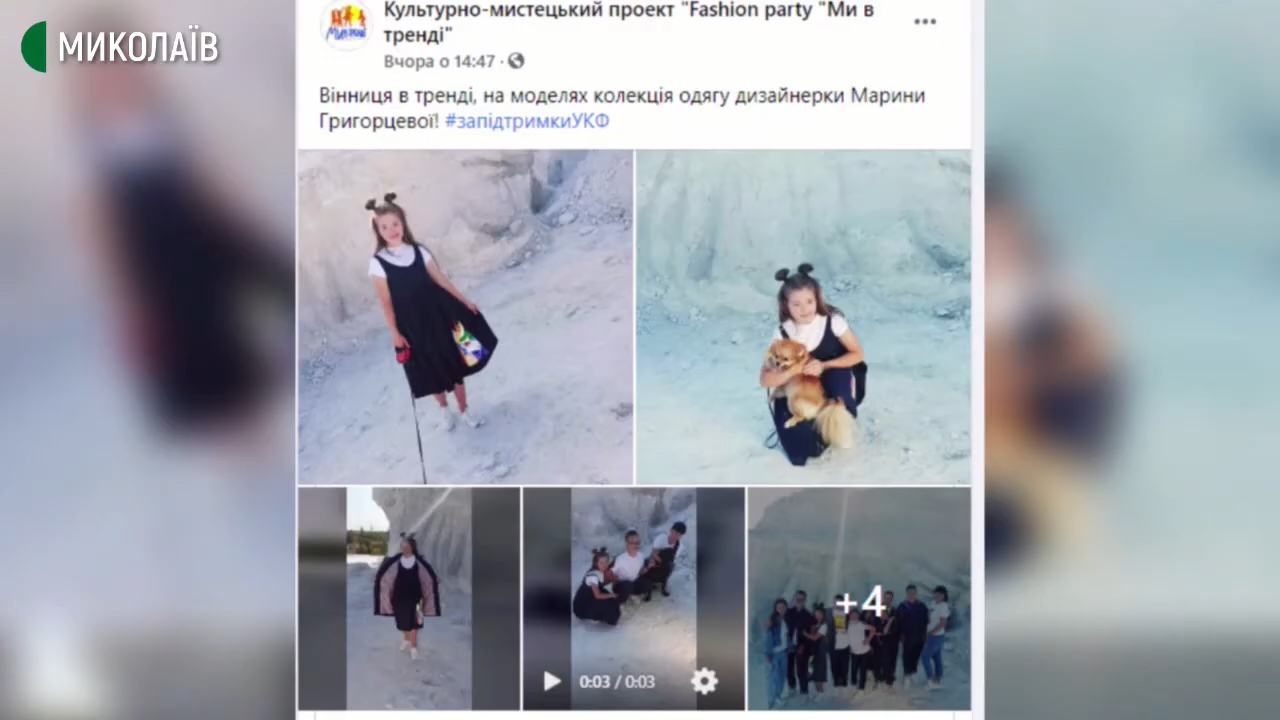 МИКОЛАЇВ
Культурно-мистецький проект "Fashion party "Ми в
тренді"
Вчора о 14:47 ·
Вінниця в тренді, на моделях колекція одягу дизайнерки Марини
Григорцевої! #запідтримкиУКФ
+4
0:03 / 0:03